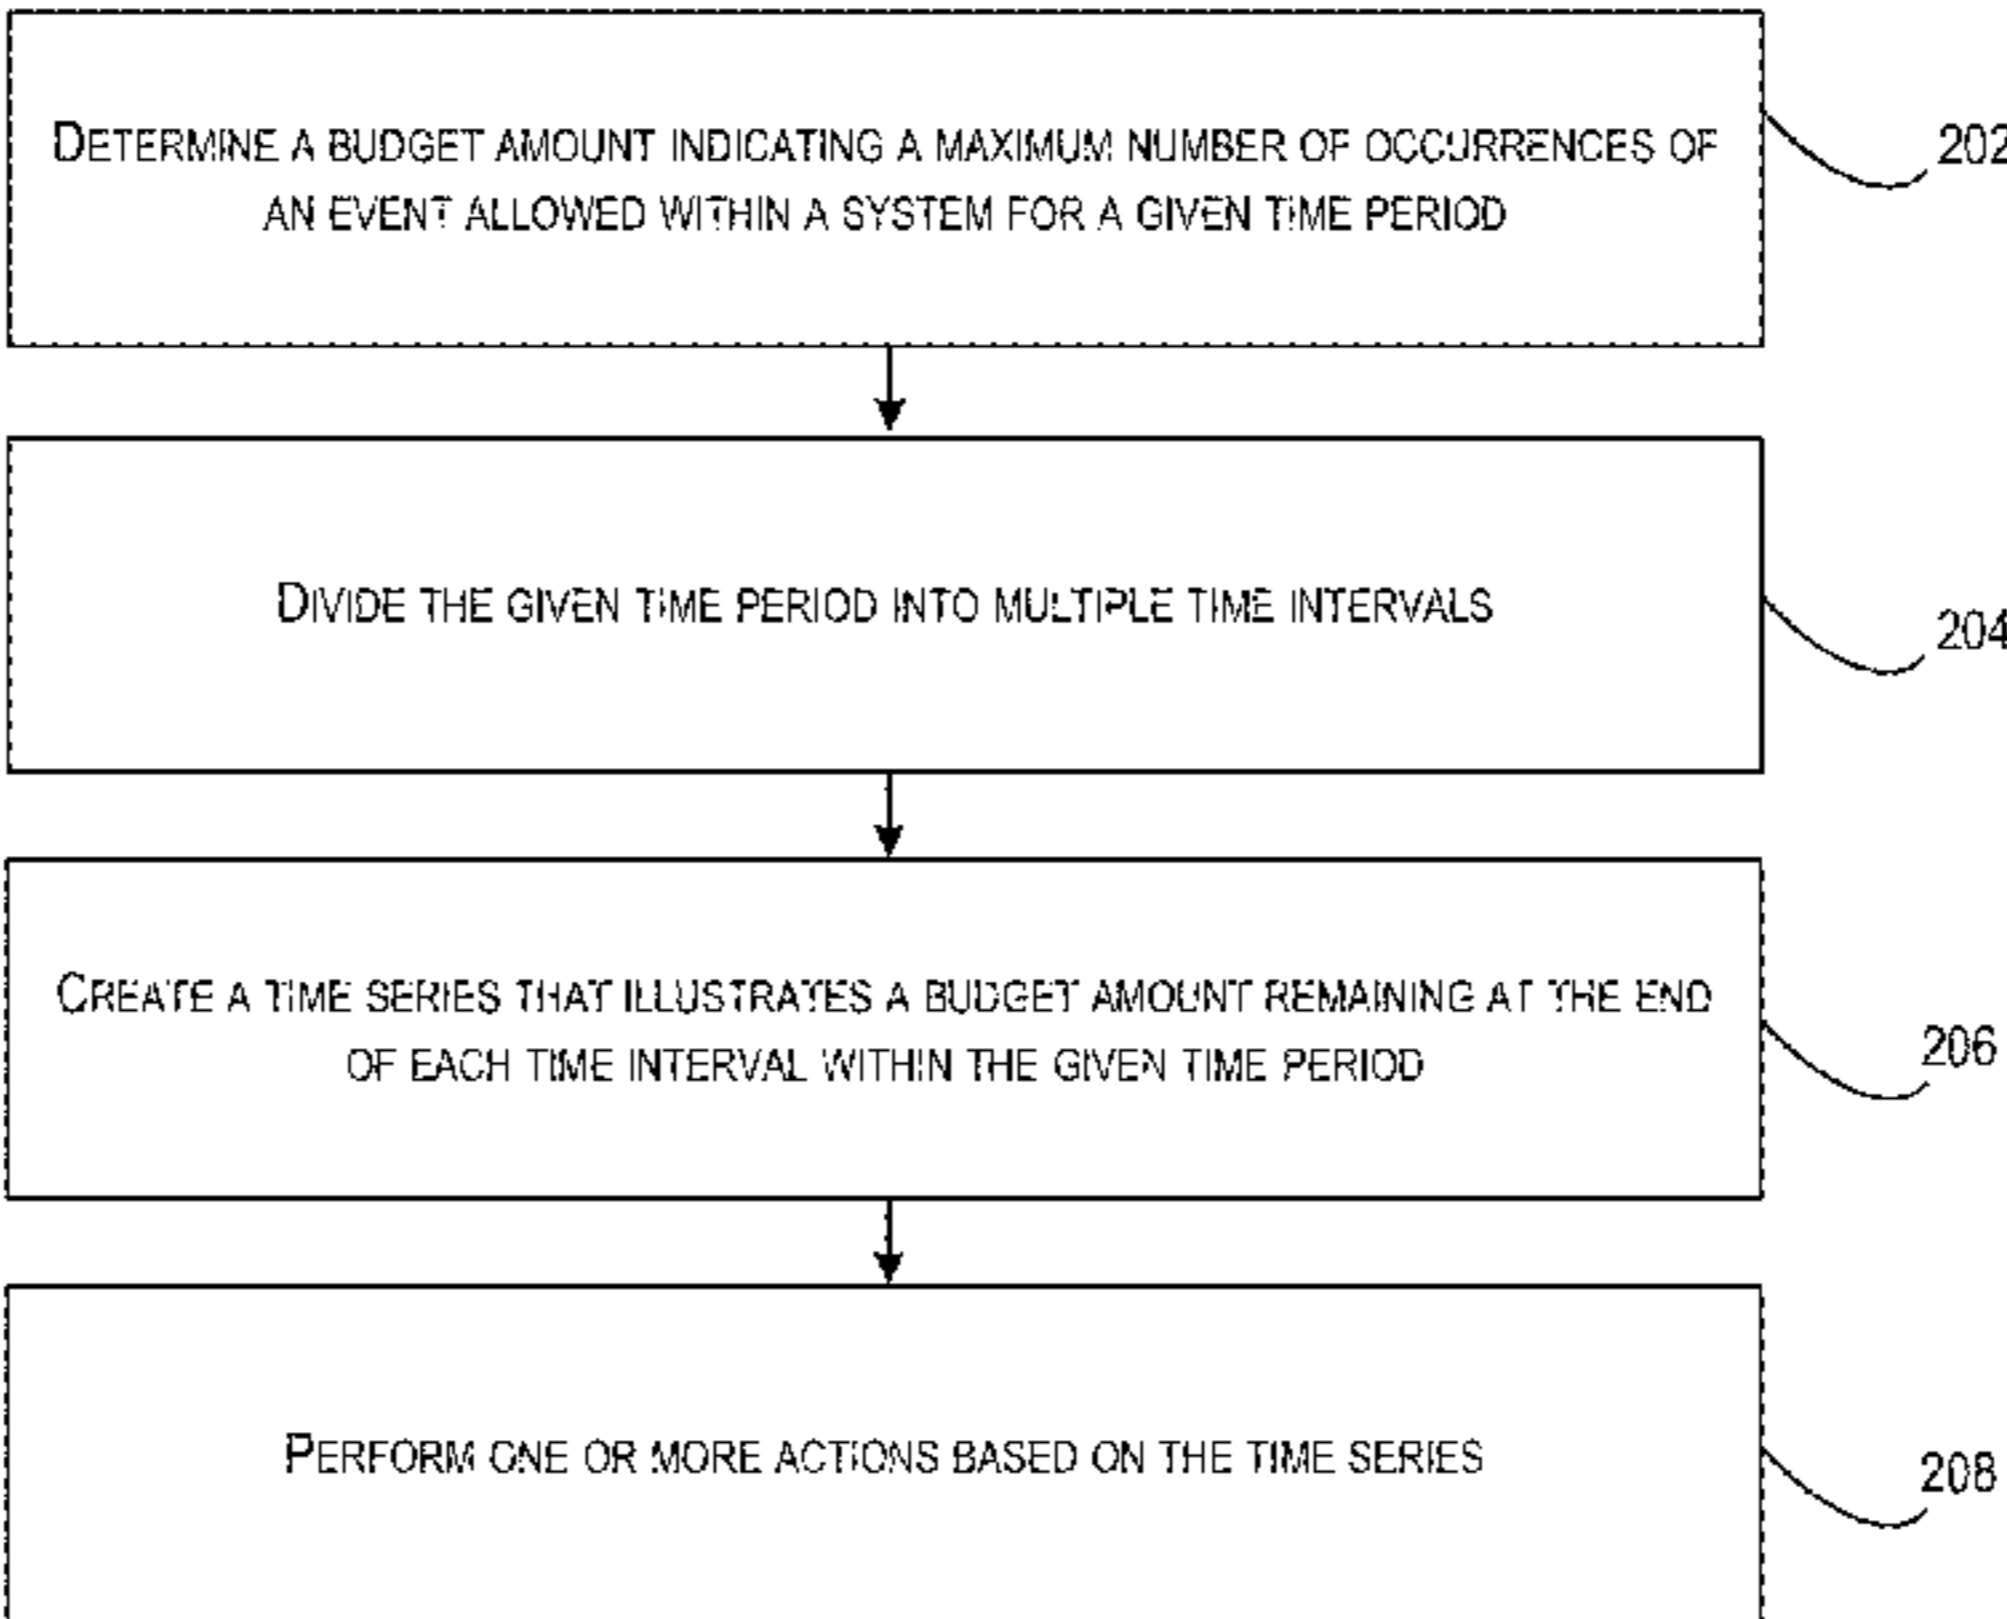 DETERMINE A BUDGET AMOUNT INDICATING A MAXIMUM NUMBER OF OCCURRENCES OF
AN EVENT ALLOWED WITHIN A SYSTEM FOR A GIVEN TIME PERIOD
202
DIVIDE THE GIVEN TIME PERIOD INTO MULTIPLE TIME INTERVALS
204
CREATE A TIME SERIES THAT ILLUSTRATES A BUDGET AMOUNT REMAINING AT THE END
OF EACH TIME INTERVAL WITHIN THE GIVEN TIME PERIOD
206
PERFORM ONE OR MORE ACTIONS BASED ON THE TIME SERIES
208